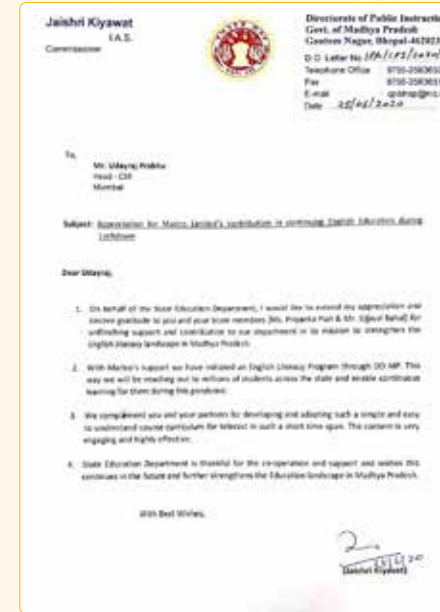 Jaishri Kiyawat
I.A.S.
Commissioner
Directorate of Public Instruction
Govt. of Madhya Pradesh
Gautam Nagar, Bhopal-462023
D.O. Letter No.
Telephone Office
Fax
E-mail
Date
To,
Mr. Udayraj Prabhu
Head - CSR
Mumbai
Subject: Appreciation for Marico Limited's contribution in continuing English Education during
Lockdown
Dear Udayraj,
1. On behalf of the State Education Department, I would like to extend my appreciation and
sincere gratitude to you and your team members (Ms. Priyanka Puri & Mr. Bahal) for
unflinching support and contribution to our department in its mission to strengthen the
English literacy landscape in Madhya Pradesh.
2. With Marico's support we have initiated an English Literacy Program through DD MP. This
way we will be reaching out to millions of students across the state and enable continuous
learning for them during this pandemic.
3. We complement you and your partners for developing and adapting such a simple and easy
to understand course curriculum for telecast in such a short time span. The content is very
engaging and highly effective.
4. State Education Department is thankful for the co-operation and support and wishes this
continues in the future and further strengthens the Education landscape in Madhya Pradesh.
With Best Wishes,
(Jaishri Kiyawat)